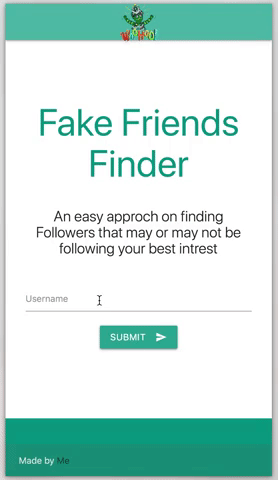 Fake Friends
Finder
An easy approch on finding
Followers that may or may not be
following your best intrest
Username
SUBMIT
Made by Me